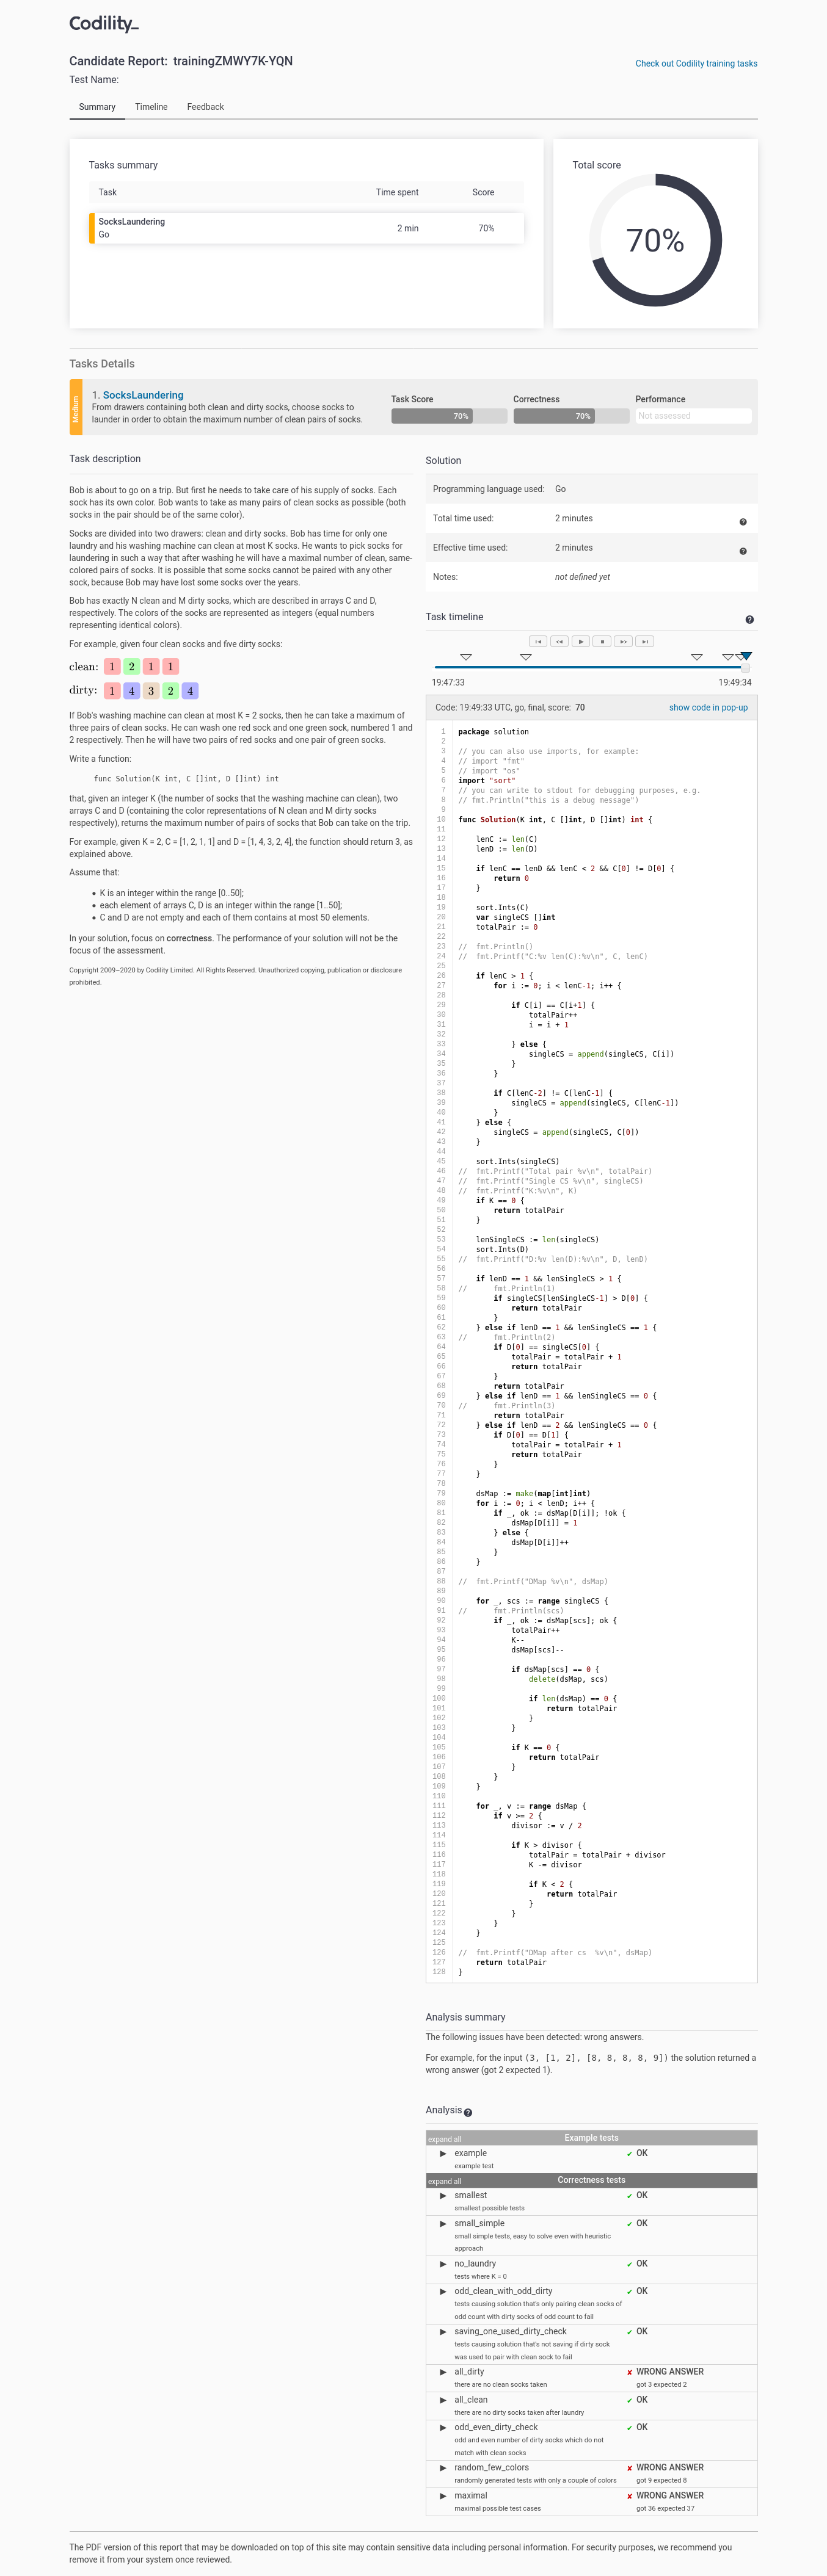 Codility_
Candidate Report: trainingZMWY7K-YQN
Check out Codility training tasks
Test Name:
Summary Timeline Feedback
Tasks summary
Task Time spent Score
SocksLaundering
Go
2 min 70%
Total score
70%
Tasks Details
Medium
1. SocksLaundering
From drawers containing both clean and dirty socks, choose socks to
launder in order to obtain the maximum number of clean pairs of socks.
Task Score Correctness Performance
70% 70% Not assessed
Task description
Bob is about to go on a trip. But first he needs to take care of his supply of socks. Each
sock has its own color. Bob wants to take as many pairs of clean socks as possible (both
socks in the pair should be of the same color).
Socks are divided into two drawers: clean and dirty socks. Bob has time for only one
laundry and his washing machine can clean at most K socks. He wants to pick socks for
laundering in such a way that after washing he will have a maximal number of clean, same-
colored pairs of socks. It is possible that some socks cannot be paired with any other
sock, because Bob may have lost some socks over the years.
Bob has exactly N clean and M dirty socks, which are described in arrays C and D,
respectively. The colors of the socks are represented as integers (equal numbers
representing identical colors).
For example, given four clean socks and five dirty socks:
clean: 1 2 1 1
dirty: 1 4 3 2 4
If Bob's washing machine can clean at most K = 2 socks, then he can take a maximum of
three pairs of clean socks. He can wash one red sock and one green sock, numbered 1 and
2 respectively. Then he will have two pairs of red socks and one pair of green socks.
Write a function:
func Solution(K int, C []int, D []int) int
that, given an integer K (the number of socks that the washing machine can clean), two
arrays C and D (containing the color representations of N clean and M dirty socks
respectively), returns the maximum number of pairs of socks that Bob can take on the trip.
For example, given K = 2, C = [1, 2, 1, 1] and D = [1, 4, 3, 2, 4], the function should return 3, as
explained above.
Assume that:
• K is an integer within the range [0..50];
• each element of arrays C, D is an integer within the range [1..50];
• C and D are not empty and each of them contains at most 50 elements.
In your solution, focus on correctness. The performance of your solution will not be the
focus of the assessment.
Copyright 2009–2020 by Codility Limited. All Rights Reserved. Unauthorized copying, publication or disclosure
prohibited.
Solution
Programming language used: Go
Total time used: 2 minutes
Effective time used: 2 minutes
Notes: not defined yet
Task timeline
19:47:33 19:49:34
Code: 19:49:33 UTC, go, final, score: 70
show code in pop-up
1 package solution
2
3 // you can also use imports, for example:
4 // import "fmt"
5 // import "os"
6 import "sort"
7 // you can write to stdout for debugging purposes, e.g.
8 // fmt.Println("this is a debug message")
9
10 func Solution(K int, C []int, D []int) int {
11
12 lenC := len(C)
13 lenD := len(D)
14
15 if lenC == lenD && lenC < 2 && C[0] != D[0] {
16 return 0
17 }
18
19 sort.Ints(C)
20 var singleCS []int
21 totalPair := 0
22
23 // fmt.Println()
24 // fmt.Printf("C:%v len(C):%v\n", C, lenC)
25
26 if lenC > 1 {
27 for i := 0; i < lenC-1; i++ {
28
29 if C[i] == C[i+1] {
30 totalPair++
31 i = i + 1
32
33 } else {
34 singleCS = append(singleCS, C[i])
35 }
36 }
37
38 if C[lenC-2] != C[lenC-1] {
39 singleCS = append(singleCS, C[lenC-1])
40 }
41 } else {
42 singleCS = append(singleCS, C[0])
43 }
44
45 sort.Ints(singleCS)
46 // fmt.Printf("Total pair %v\n", totalPair)
47 // fmt.Printf("Single CS %v\n", singleCS)
48 // fmt.Printf("K:%v\n", K)
49 if K == 0 {
50 return totalPair
51 }
52
53 lenSingleCS := len(singleCS)
54 sort.Ints(D)
55 // fmt.Printf("D:%v len(D):%v\n", D, lenD)
56
57 if lenD == 1 && lenSingleCS > 1 {
58 // fmt.Println(1)
59 if singleCS[lenSingleCS-1] > D[0] {
60 return totalPair
61 }
62 } else if lenD == 1 && lenSingleCS == 1 {
63 // fmt.Println(2)
64 if D[0] == singleCS[0] {
65 totalPair = totalPair + 1
66 return totalPair
67 }
68 return totalPair
69 } else if lenD == 1 && lenSingleCS == 0 {
70 // fmt.Println(3)
71 return totalPair
72 } else if lenD == 2 && lenSingleCS == 0 {
73 if D[0] == D[1] {
74 totalPair = totalPair + 1
75 return totalPair
76 }
77 }
78
79 dsMap := make(map[int]int)
80 for i := 0; i < lenD; i++ {
81 if _, ok := dsMap[D[i]]; !ok {
82 dsMap[D[i]] = 1
83 } else {
84 dsMap[D[i]]++
85 }
86 }
87
88 // fmt.Printf("DMap %v\n", dsMap)
89
90 for _, scs := range singleCS {
91 // fmt.Println(scs)
92 if _, ok := dsMap[scs]; ok {
93 totalPair++
94 K--
95 dsMap[scs]--
96
97 if dsMap[scs] == 0 {
98 delete(dsMap, scs)
99
100 if len(dsMap) == 0 {
101 return totalPair
102 }
103 }
104
105 if K == 0 {
106 return totalPair
107 }
108 }
109 }
110
111 for _, v := range dsMap {
112 if v >= 2 {
113 divisor := v / 2
114
115 if K > divisor {
116 totalPair = totalPair + divisor
117 K -= divisor
118
119 if K < 2 {
120 return totalPair
121 }
122 }
123 }
124 }
125
126 // fmt.Printf("DMap after cs %v\n", dsMap)
127 return totalPair
128 }
Analysis summary
The following issues have been detected: wrong answers.
For example, for the input (3, [1, 2], [8, 8, 8, 8, 9]) the solution returned a
wrong answer (got 2 expected 1).
Analysis
expand all Example tests
example OK
example test
expand all Correctness tests
smallest OK
smallest possible tests
small_simple OK
small simple tests, easy to solve even with heuristic
approach
no_laundry OK
tests where K = 0
odd_clean_with_odd_dirty OK
tests causing solution that's only pairing clean socks of
odd count with dirty socks of odd count to fail
saving_one_used_dirty_check OK
tests causing solution that's not saving if dirty sock
was used to pair with clean sock to fail
all_dirty WRONG ANSWER
there are no clean socks taken got 3 expected 2
all_clean OK
there are no dirty socks taken after laundry
odd_even_dirty_check OK
odd and even number of dirty socks which do not
match with clean socks
random_few_colors WRONG ANSWER
randomly generated tests with only a couple of colors got 9 expected 8
maximal WRONG ANSWER
maximal possible test cases got 36 expected 37
The PDF version of this report that may be downloaded on top of this site may contain sensitive data including personal information. For security purposes, we recommend you
remove it from your system once reviewed.